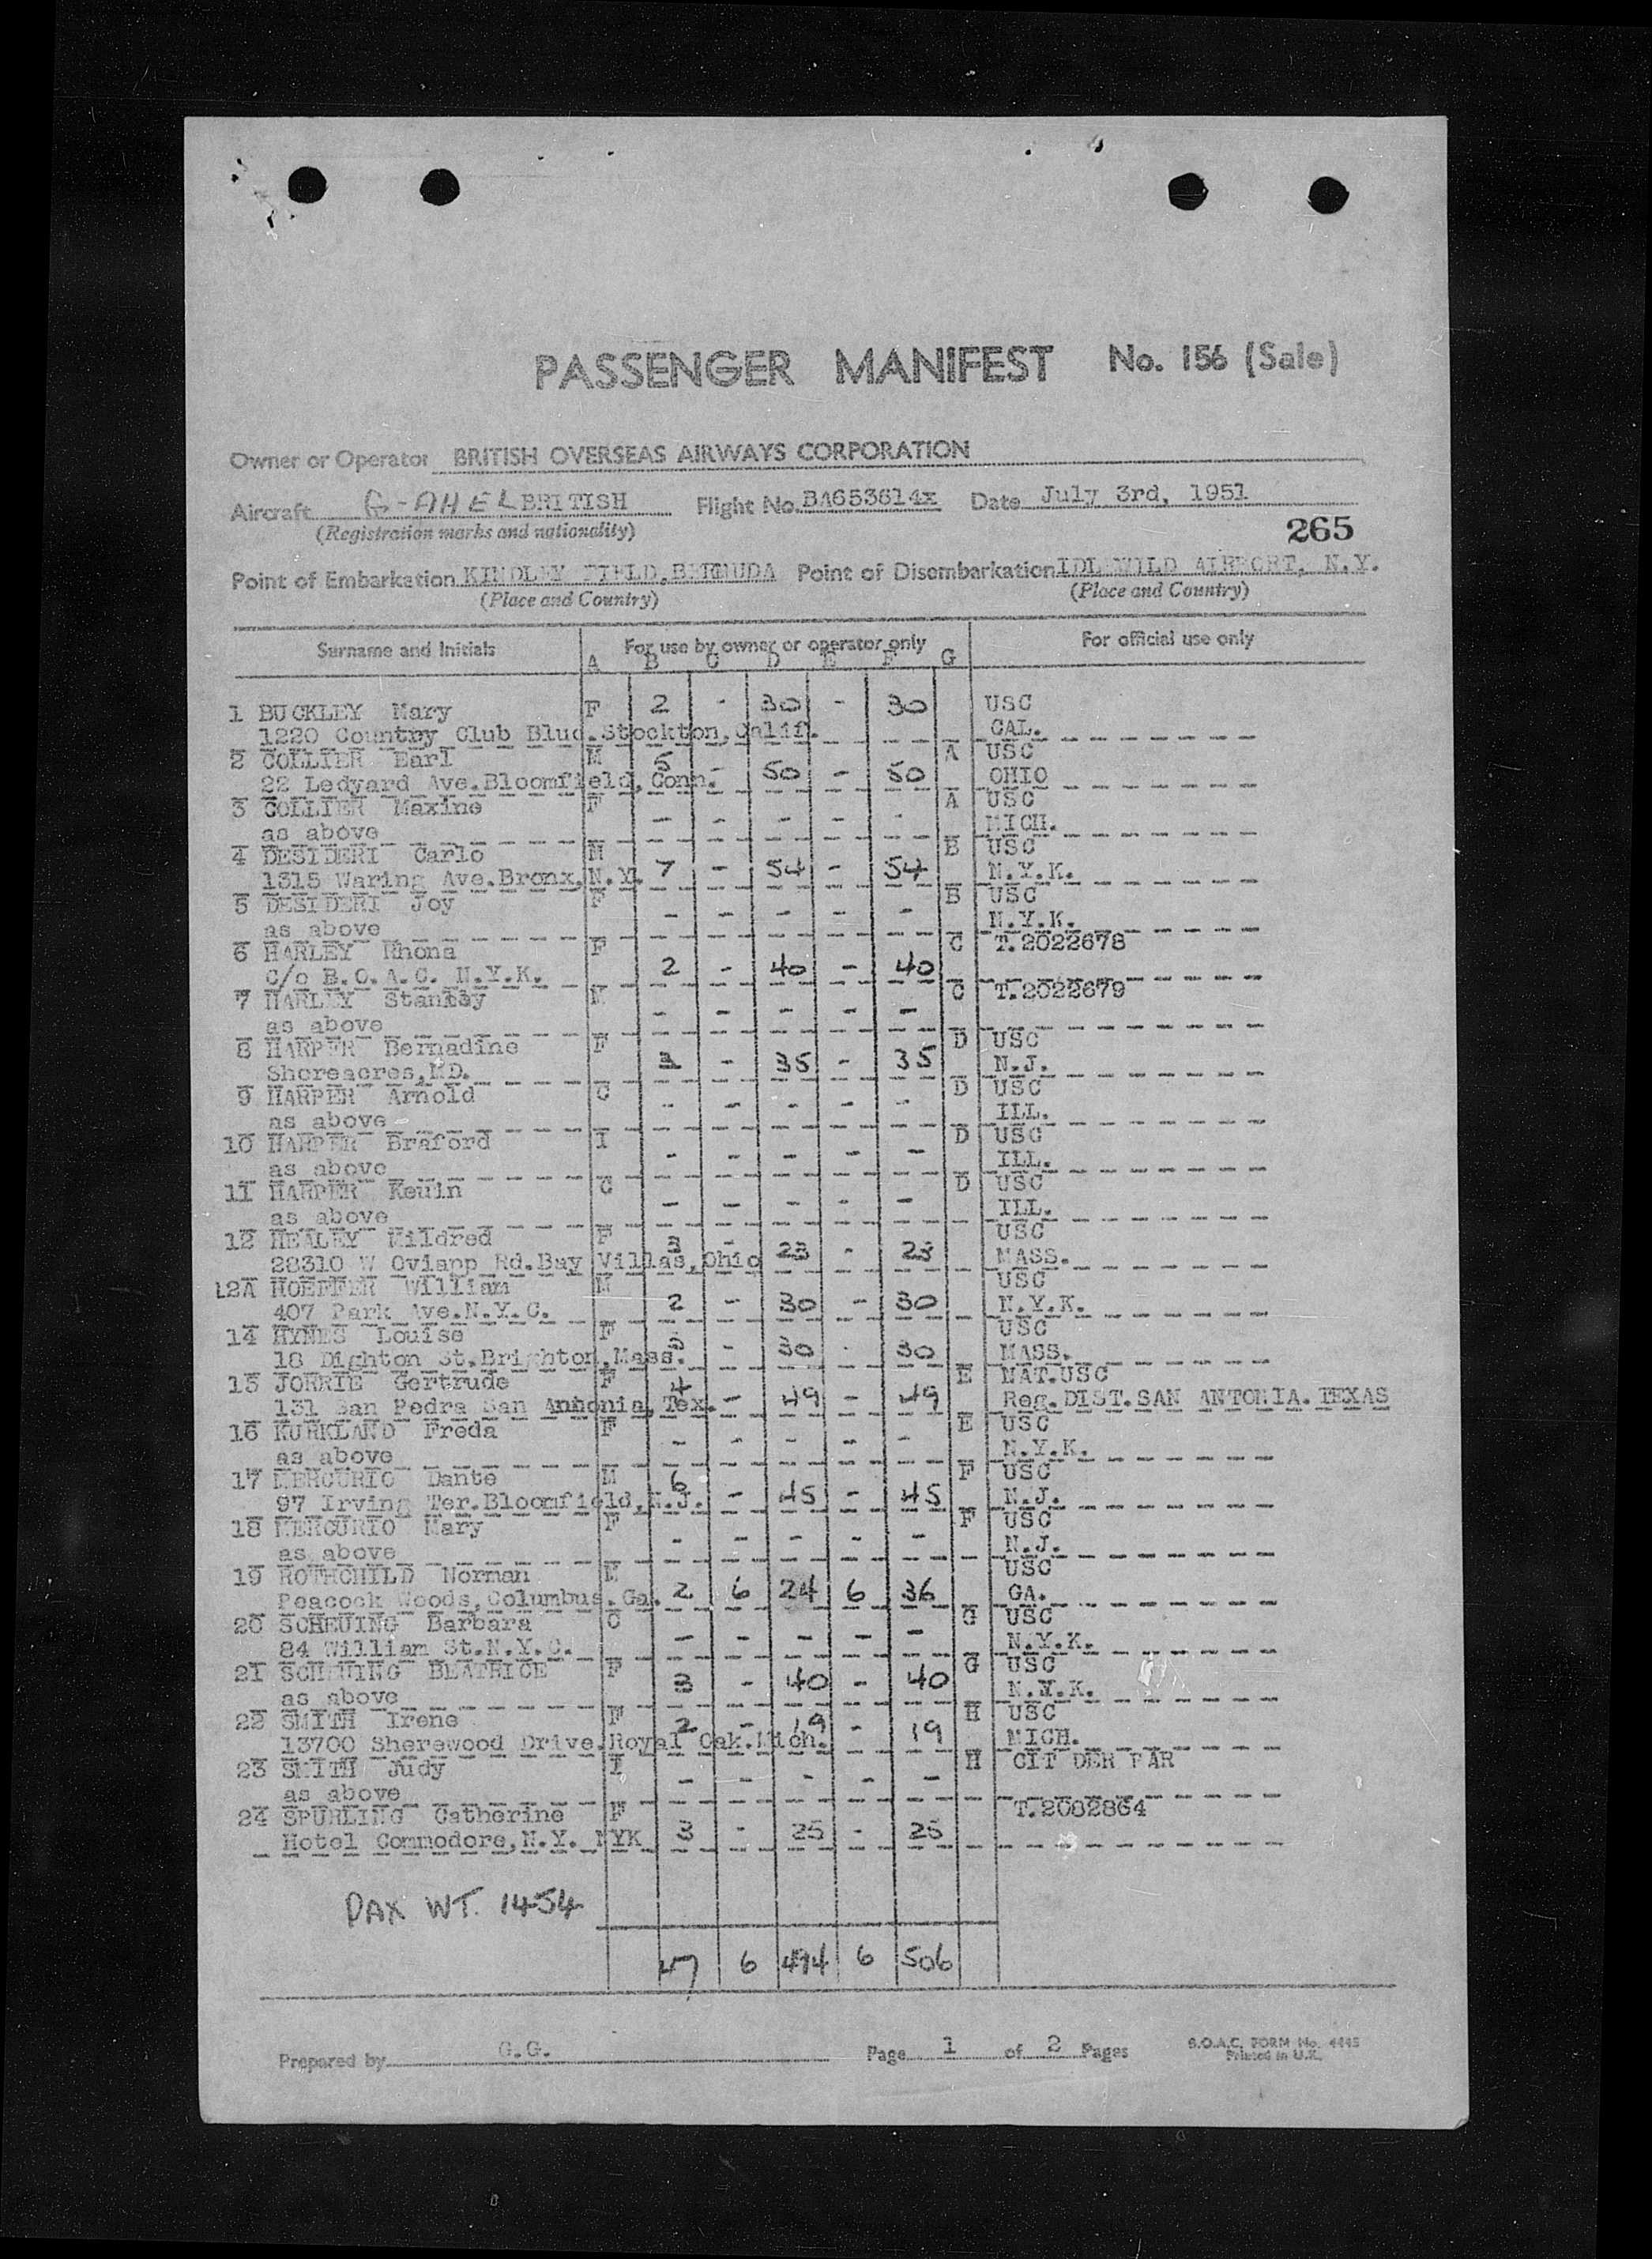 PASSENGER MANIFEST No. 156 (Sale)
Owner or Operator BRITISH OVERSEAS AIRWAYS CORPORATION
Aircraft G-AHEL BRITISH Flight No. BA653614x Date July 3rd, 1951
(Registration marks and nationality)
265
Point of Embarkation KINDLEY FIELD, BERMUDA Point of Disembarkation IDLEWILD AIRPORT, N.Y.
(Place and Country) (Place and Country)
Surname and Initials For use by owner or operator only For official use only
A B C D E F G
1 BUCKLEY Mary F 2 - 30 - 30 USC
1220 Country Club Blud.Stockton,Calif. CAL.
2 COLLIER Earl M 5 - 50 - 50 A USC
22 Ledyard Ave.Bloomfield,Conn. OHIO
3 COLLIER Maxine F - - - - - A USC
as above MICH.
4 DESIDERI Carlo M 7 - 54 - 54 B USC
1315 Waring Ave.Bronx.N.Y. N.Y.K.
5 DESIDERI Joy F - - - - - B USC
as above N.Y.K.
6 HARLEY Rhona F 2 - 40 - 40 C T.2022678
c/o B.O.A.C. N.Y.K.
7 HARLEY Stanley M - - - - - C T.2022679
as above
8 HARPER Bernadine F 3 - 35 - 35 D USC
Shoreacres,MD. N.J.
9 HARPER Arnold C - - - - - D USC
as above ILL.
10 HARPER Braford I - - - - - D USC
as above ILL.
11 HARPER Keuin C - - - - - D USC
as above ILL.
12 HEALEY Mildred F 3 - 23 - 23 USC
28310 W Oviapp Rd.Bay Villas,Ohio MASS.
12A HOEFFER William M 2 - 30 - 30 USC
407 Park Ave.N.Y.C. N.Y.K.
14 HYNES Louise F 3 - 30 - 30 USC
18 Dighton St.Brighton,Mass. MASS.
15 JORRIE Gertrude F 4 - 49 - 49 E NAT.USC
131 San Pedra San Anhonia,Tex. Reg.DIST.SAN ANTONIA.TEXAS
16 KURKLAND Freda F - - - - - E USC
as above N.Y.K.
17 MERCURIO Dante M 6 - 45 - 45 F USC
97 Irving Ter.Bloomfield,N.J. N.J.
18 MERCURIO Mary F - - - - - F USC
as above N.J.
19 ROTHCHILD Norman M 2 6 24 6 36 USC
Peacock Woods,Columbus.Ga. GA.
20 SCHEUING Barbara C - - - - - G USC
84 William St.N.Y.C. N.Y.K.
21 SCHEUING BEATRICE F 3 - 40 - 40 G USC
as above N.Y.K.
22 SMITH Irene F 2 - 19 - 19 H USC
13700 Sherewood Drive.Royal Oak.Mich. MICH.
23 SMITH Judy I - - - - - H CIT DER PAR
as above
24 SPURLING Catherine F 3 - 25 - 25 T.2082864
Hotel Commodore,N.Y. NYK
PAX WT. 1454
47 6 494 6 506
Prepared by G.G. Page 1 of 2 Pages B.O.A.C. FORM No. 4445
Printed in U.K.